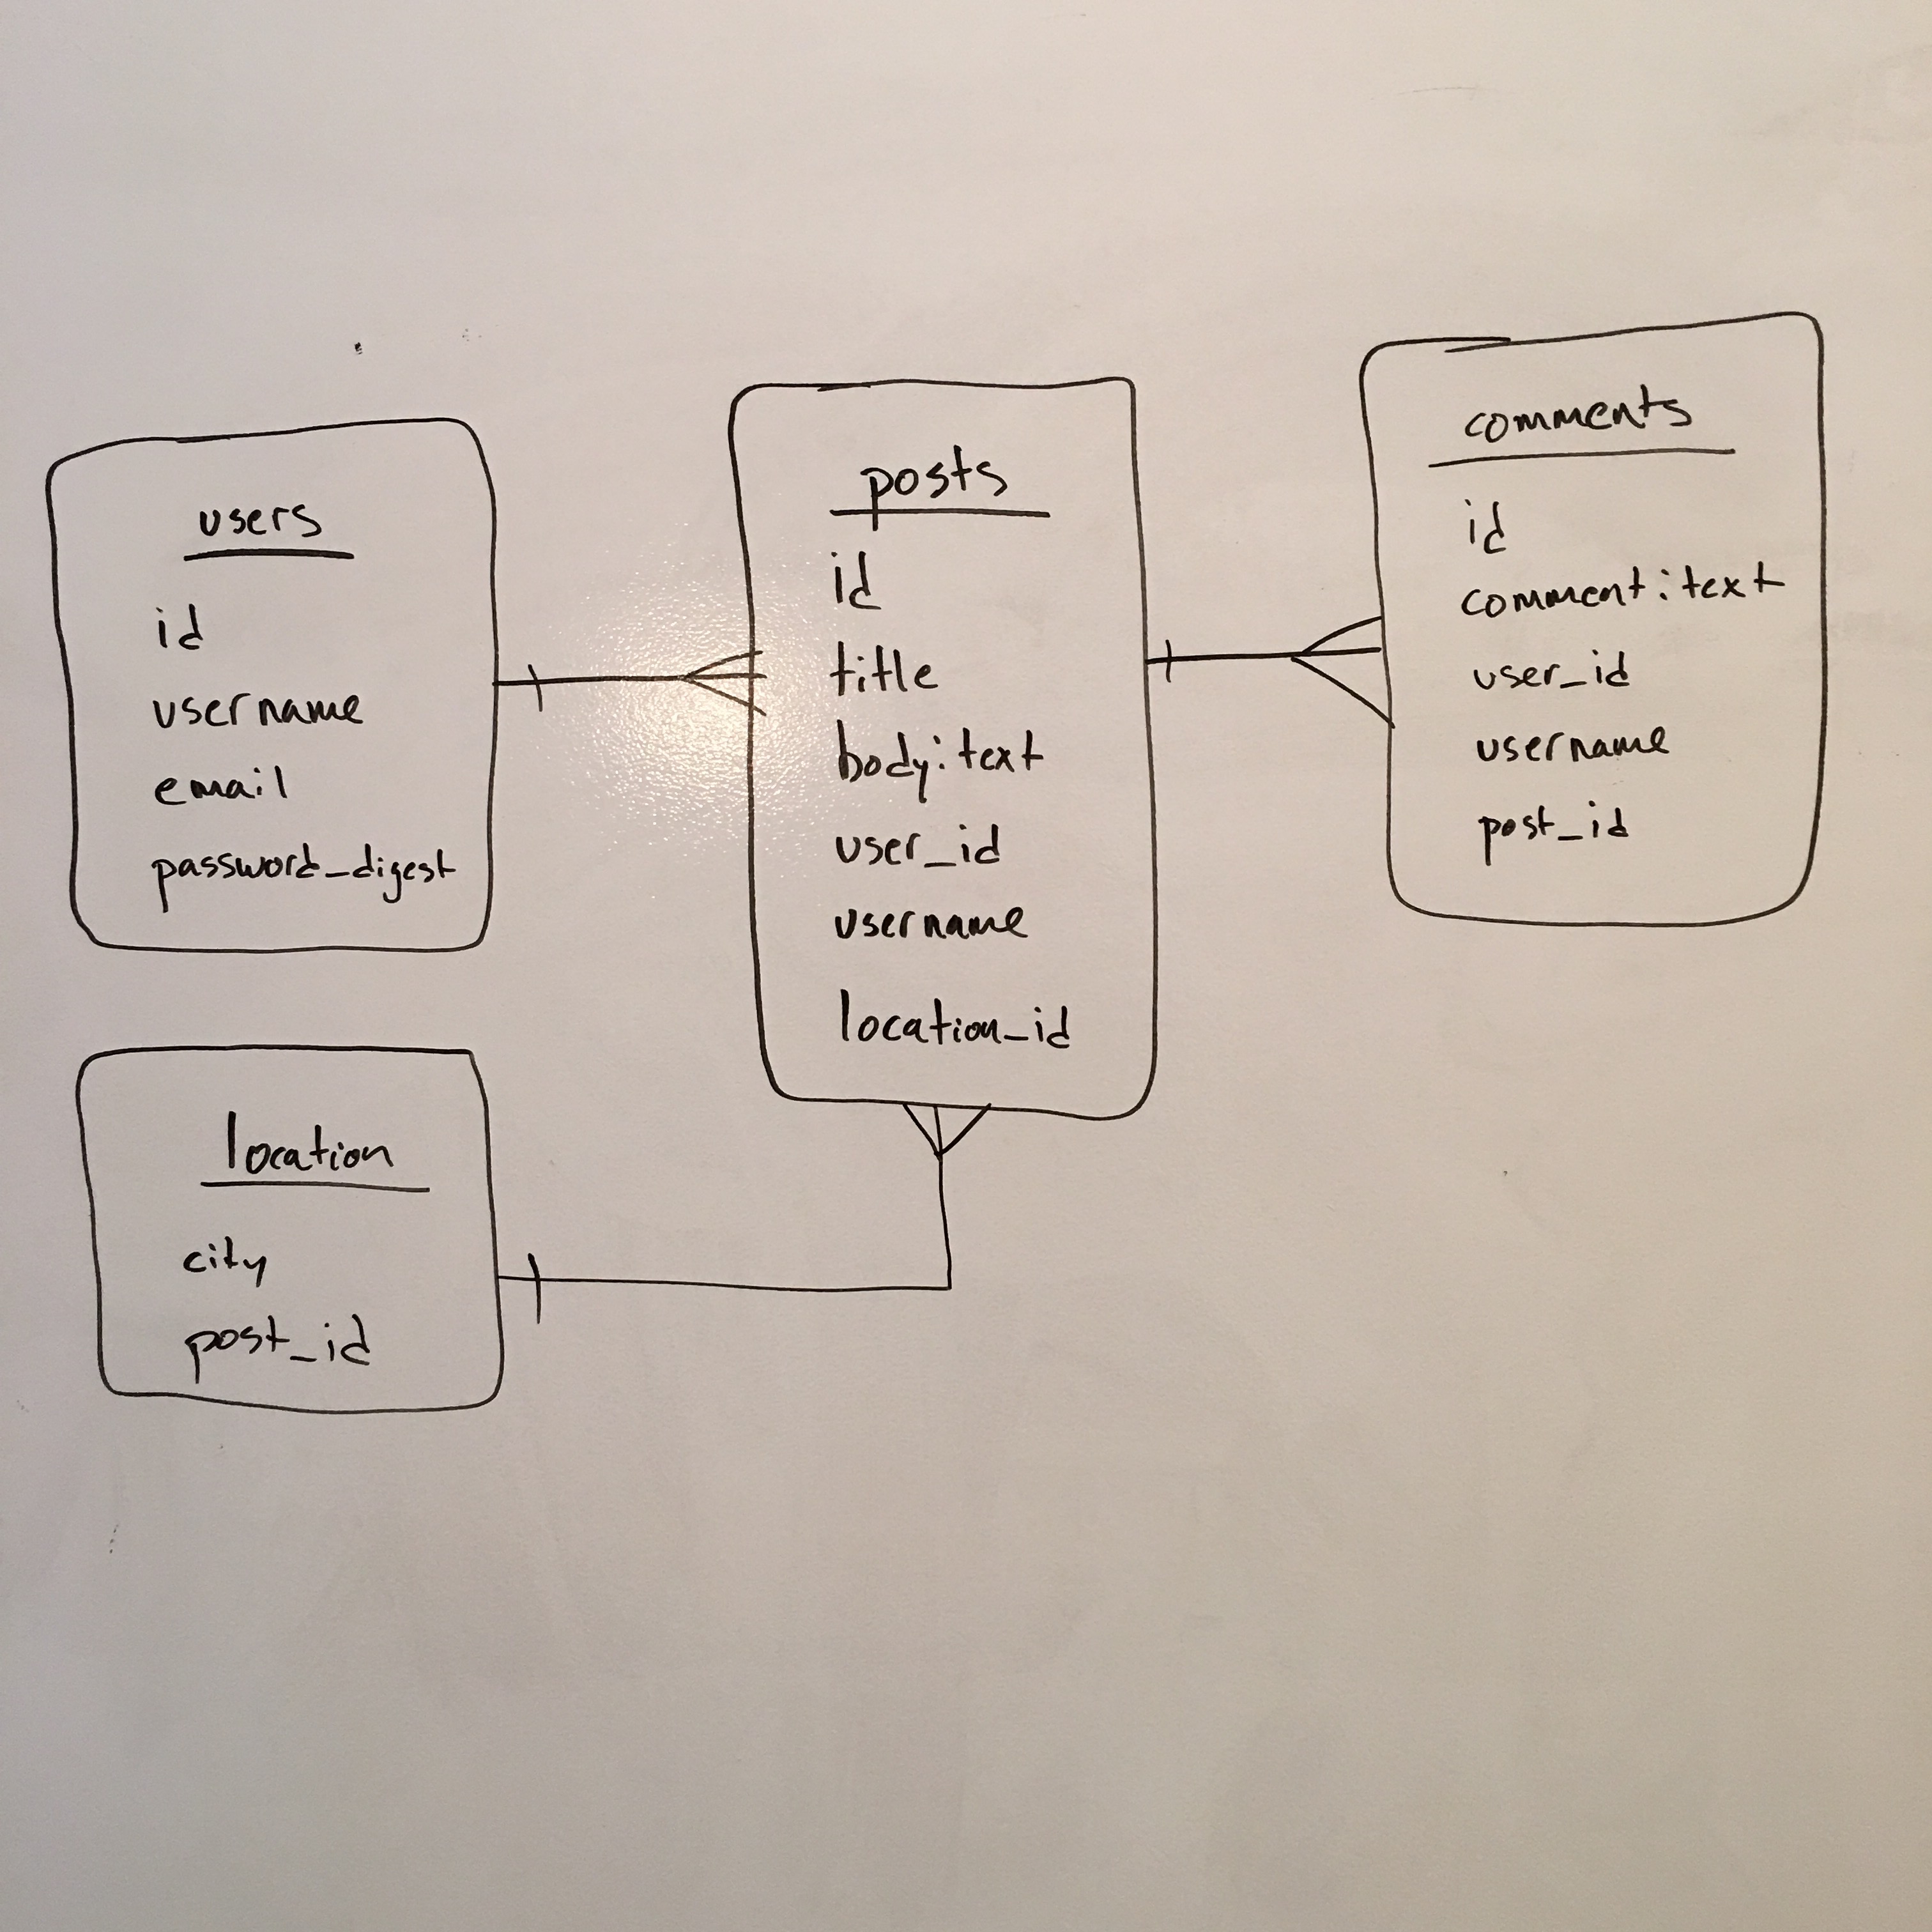 users
id
username
email
password_digest
posts
id
title
body:text
user_id
username
location_id
comments
id
comment:text
user_id
username
post_id
location
city
post_id